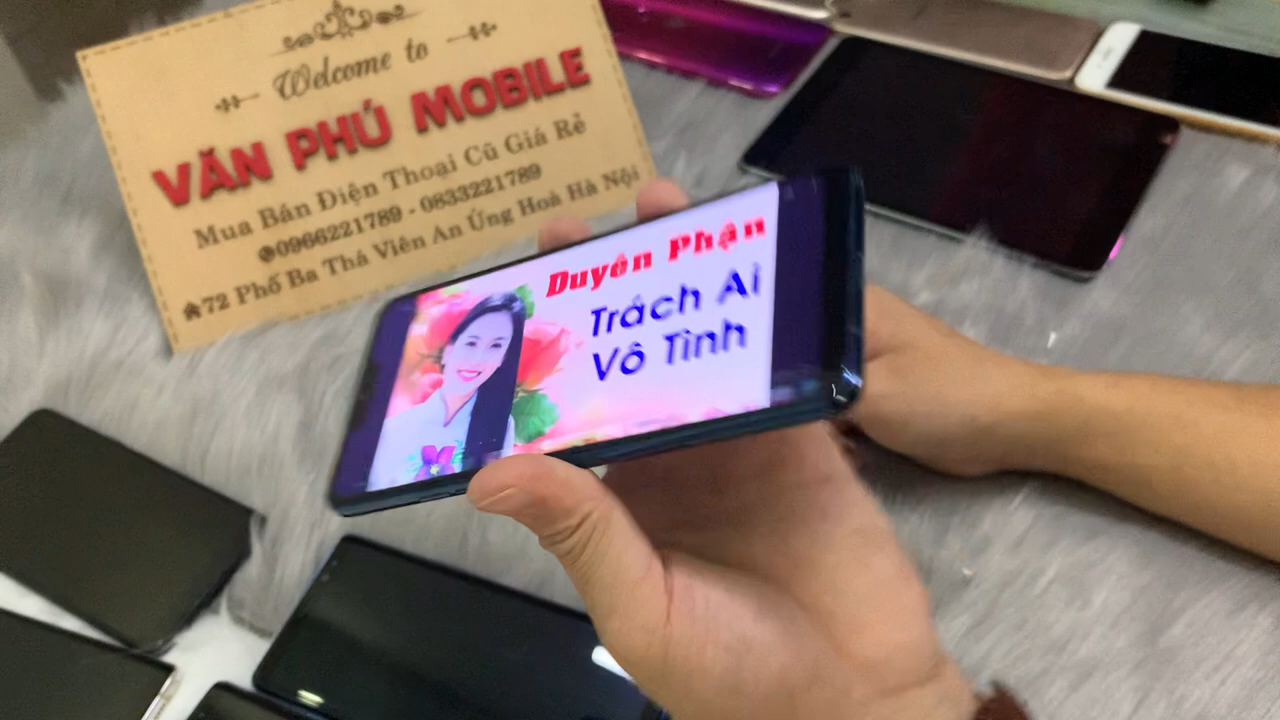 Welcome to
VĂN PHÚ MOBILE
Mua Bán Điện Thoại Cũ Giá Rẻ
0966221789 - 0833221789
72 Phố Ba Thá Viên An Ứng Hoà Hà Nội
Duyên Phận
Trách Ai
Vô Tình